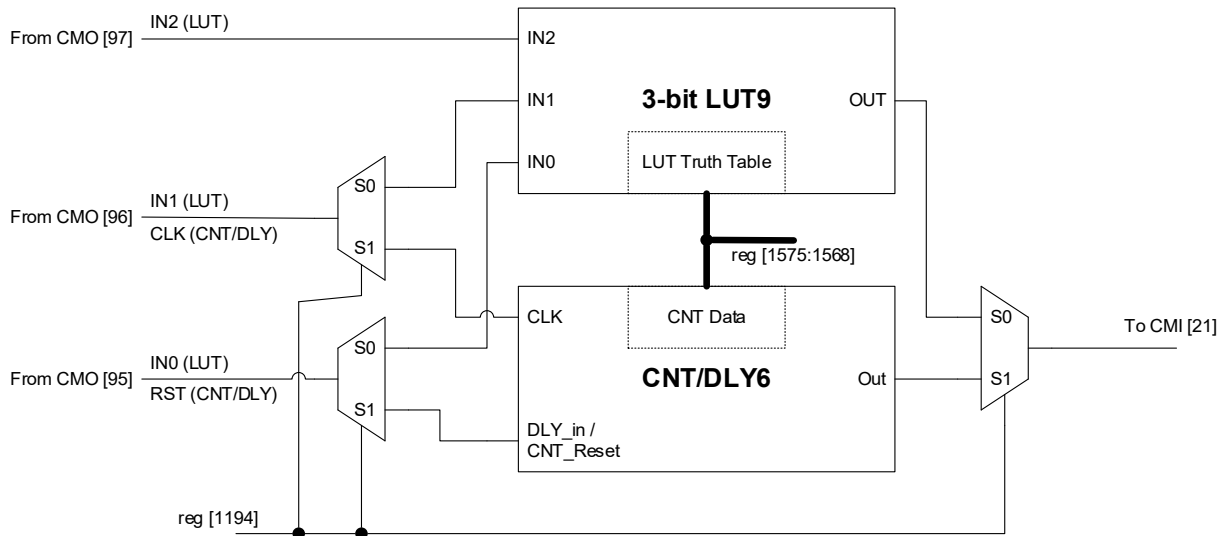 IN2 (LUT)
From CMO [97]
IN2
IN1
3-bit LUT9
OUT
IN0
LUT Truth Table
S0
IN1 (LUT)
From CMO [96]
CLK (CNT/DLY)
S1
reg [1575:1568]
CLK
CNT Data
S0
To CMI [21]
S0
IN0 (LUT)
From CMO [95]
RST (CNT/DLY)
CNT/DLY6
Out
S1
S1
DLY_in /
CNT_Reset
reg [1194]